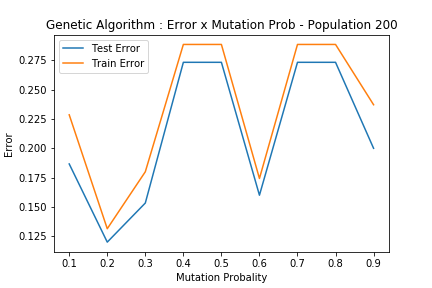 Genetic Algorithm : Error x Mutation Prob - Population 200
Test Error
Train Error
Error
0.275
0.250
0.225
0.200
0.175
0.150
0.125
0.1 0.2 0.3 0.4 0.5 0.6 0.7 0.8 0.9
Mutation Probality